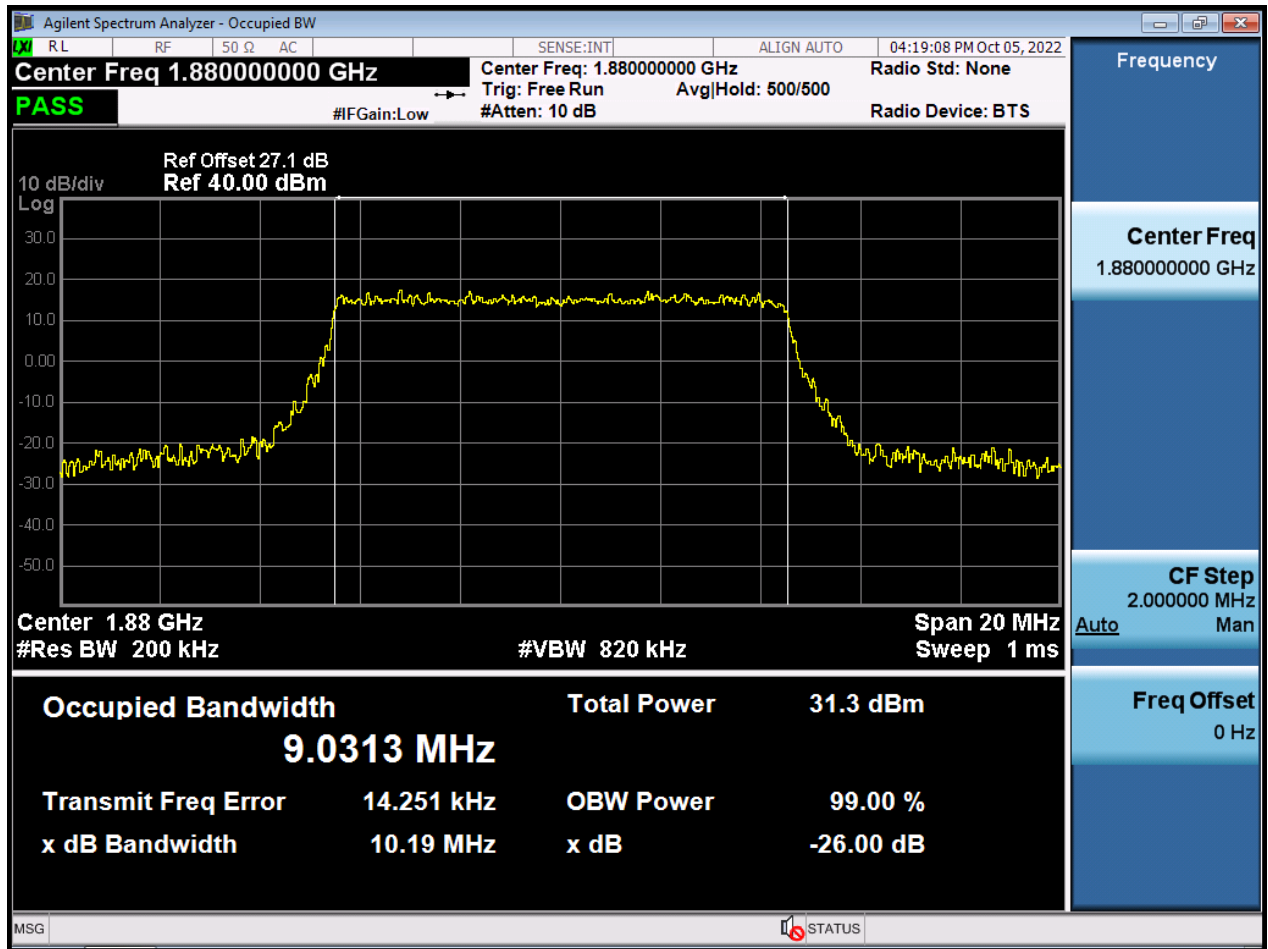 Agilent Spectrum Analyzer - Occupied BW
LXI RL RF 50 Ω AC SENSE:INT ALIGN AUTO 04:19:08 PM Oct 05, 2022
Center Freq 1.880000000 GHz
Center Freq: 1.880000000 GHz Radio Std: None
Trig: Free Run Avg|Hold: 500/500
PASS
#IFGain:Low #Atten: 10 dB Radio Device: BTS
Ref Offset 27.1 dB
10 dB/div Ref 40.00 dBm
Log
30.0
20.0
10.0
0.00
-10.0
-20.0
-30.0
-40.0
-50.0
Center 1.88 GHz Span 20 MHz
#Res BW 200 kHz #VBW 820 kHz Sweep 1 ms
Occupied Bandwidth Total Power 31.3 dBm
9.0313 MHz
Transmit Freq Error 14.251 kHz OBW Power 99.00 %
x dB Bandwidth 10.19 MHz x dB -26.00 dB
MSG STATUS
Frequency
Center Freq
1.880000000 GHz
CF Step
2.000000 MHz
Auto Man
Freq Offset
0 Hz